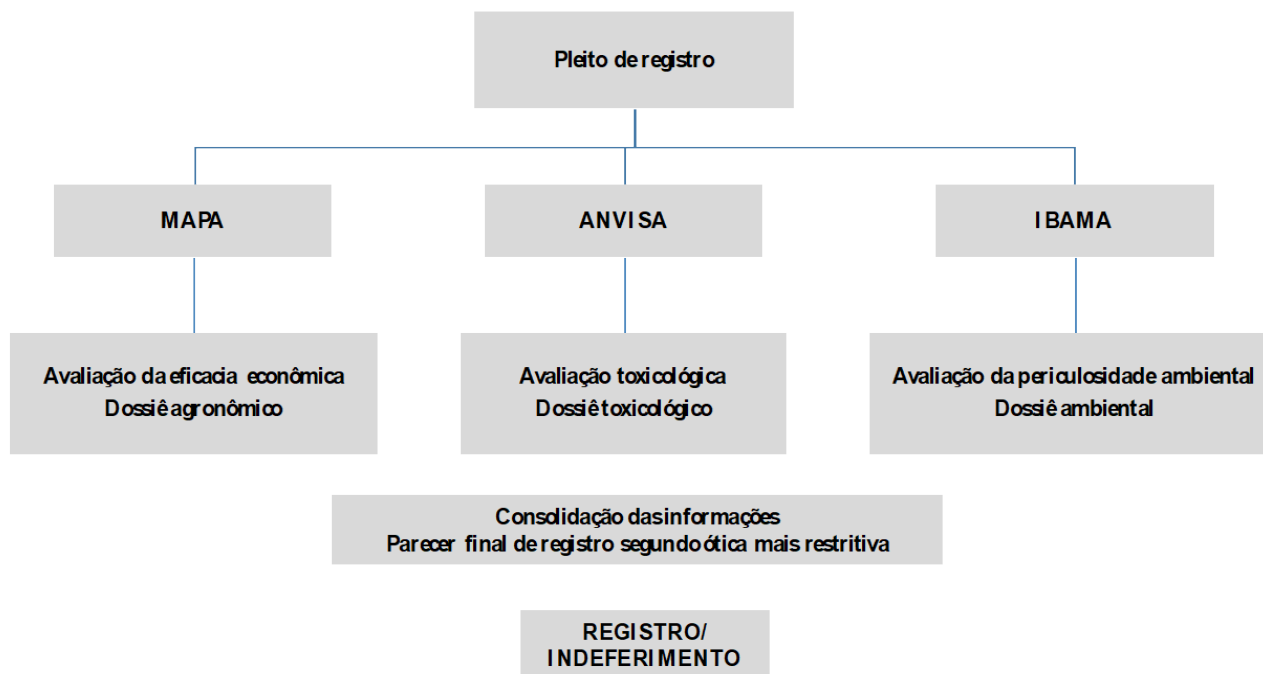 Pleito de registro
MAPA
ANVISA
IBAMA
Avaliação da eficacia econômica
Dossiê agronômico
Avaliação toxicológica
Dossiê toxicológico
Avaliação da periculosidade ambiental
Dossiê ambiental
Consolidação das informações
Parecer final de registro segundo ótica mais restritiva
REGISTRO/
INDEFERIMENTO